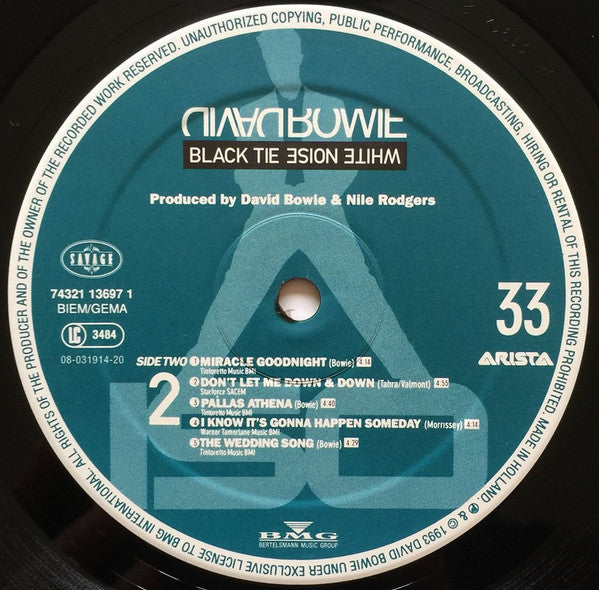 ALL RIGHTS OF THE PRODUCER AND OF THE OWNER OF THE RECORDED WORK RESERVED. UNAUTHORIZED COPYING, PUBLIC PERFORMANCE, BROADCASTING, HIRING OR RENTAL OF THIS RECORDING PROHIBITED. MADE IN HOLLAND. ℗ & © 1993 DAVID BOWIE UNDER EXCLUSIVE LICENSE TO BMG INTERNATIONAL.
DAVID BOWIE
BLACK TIE WHITE NOISE
Produced by David Bowie & Nile Rodgers
SAVAGE
74321 13697 1
BIEM/GEMA
LC 3484
08-031914-20
33
ARISTA
SIDE TWO
2
1 MIRACLE GOODNIGHT (Bowie) 4:14
Tintoretto Music BMI
2 DON'T LET ME DOWN & DOWN (Tahra/Valmont) 4:55
Starforce SACEM
3 PALLAS ATHENA (Bowie) 4:40
Tintoretto Music BMI
4 I KNOW IT'S GONNA HAPPEN SOMEDAY (Morrissey) 4:14
Warner Tamerlane Music BMI
5 THE WEDDING SONG (Bowie) 4:29
Tintoretto Music BMI
ISO
BMG
BERTELSMANN MUSIC GROUP